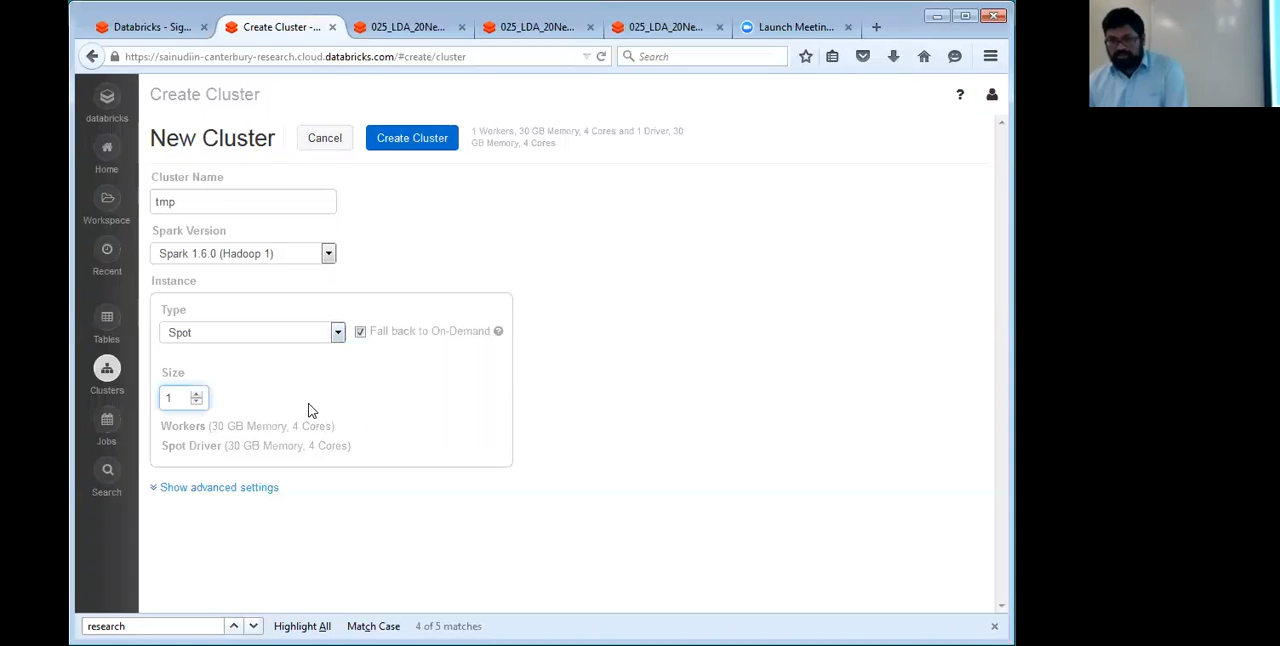 Databricks - Sig...
Create Cluster -...
025_LDA_20Ne...
025_LDA_20Ne...
025_LDA_20Ne...
Launch Meetin...
https://sainudiin-canterbury-research.cloud.databricks.com/#create/cluster
Search
databricks
Home
Workspace
Recent
Tables
Clusters
Jobs
Search
Create Cluster
?
New Cluster
Cancel
Create Cluster
1 Workers, 30 GB Memory, 4 Cores and 1 Driver, 30
GB Memory, 4 Cores
Cluster Name
tmp
Spark Version
Spark 1.6.0 (Hadoop 1)
Instance
Type
Spot
Fall back to On-Demand ?
Size
1
Workers (30 GB Memory, 4 Cores)
Spot Driver (30 GB Memory, 4 Cores)
Show advanced settings
research
Highlight All
Match Case
4 of 5 matches